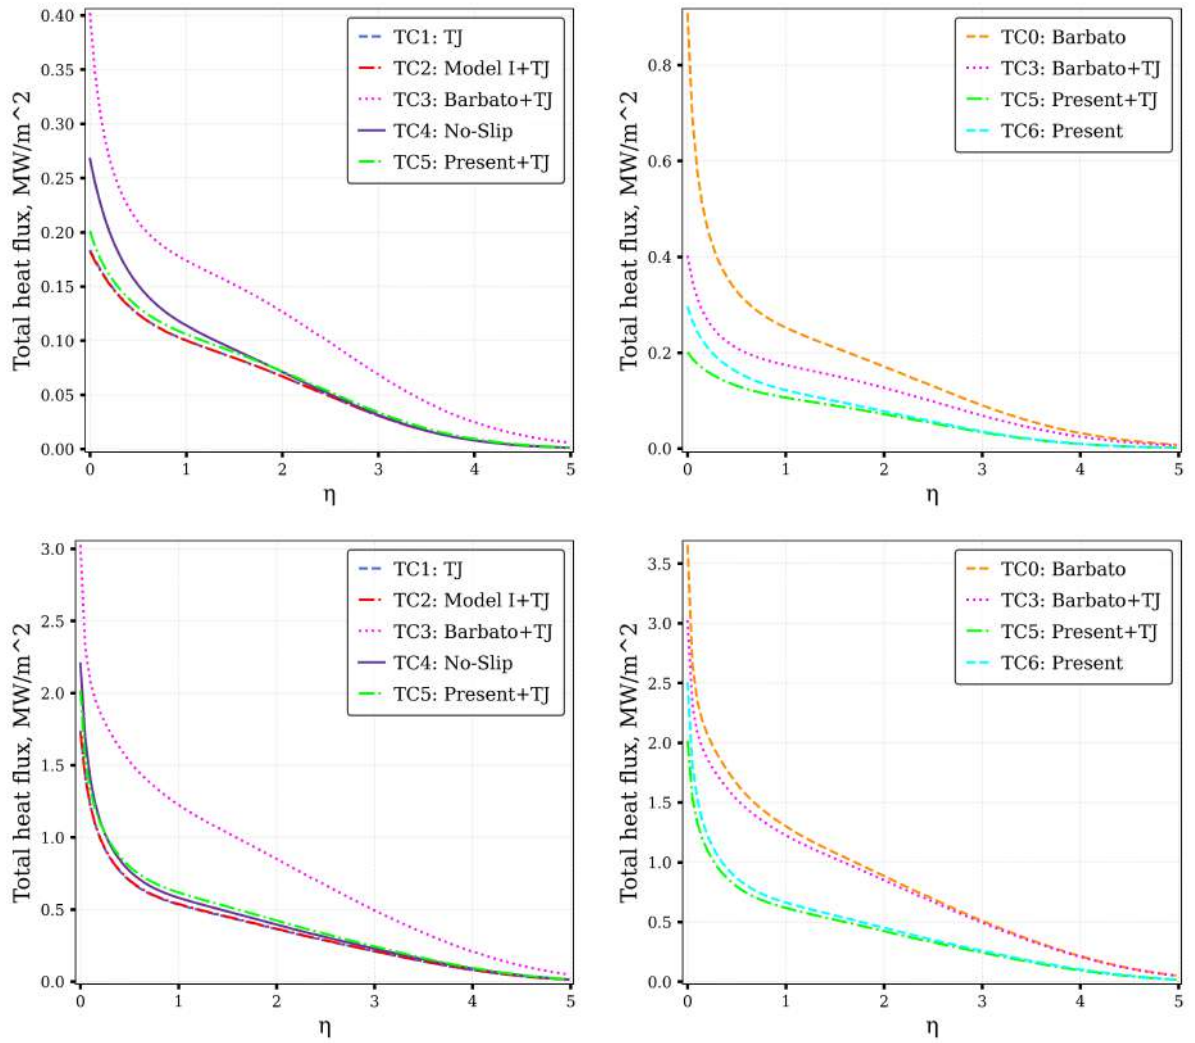 Total heat flux, MW/m^2
0.40
0.35
0.30
0.25
0.20
0.15
0.10
0.05
0.00
TC1: TJ
TC2: Model I+TJ
TC3: Barbato+TJ
TC4: No-Slip
TC5: Present+TJ
0 1 2 3 4 5
η
Total heat flux, MW/m^2
0.8
0.6
0.4
0.2
0.0
TC0: Barbato
TC3: Barbato+TJ
TC5: Present+TJ
TC6: Present
0 1 2 3 4 5
η
Total heat flux, MW/m^2
3.0
2.5
2.0
1.5
1.0
0.5
0.0
TC1: TJ
TC2: Model I+TJ
TC3: Barbato+TJ
TC4: No-Slip
TC5: Present+TJ
0 1 2 3 4 5
η
Total heat flux, MW/m^2
3.5
3.0
2.5
2.0
1.5
1.0
0.5
0.0
TC0: Barbato
TC3: Barbato+TJ
TC5: Present+TJ
TC6: Present
0 1 2 3 4 5
η